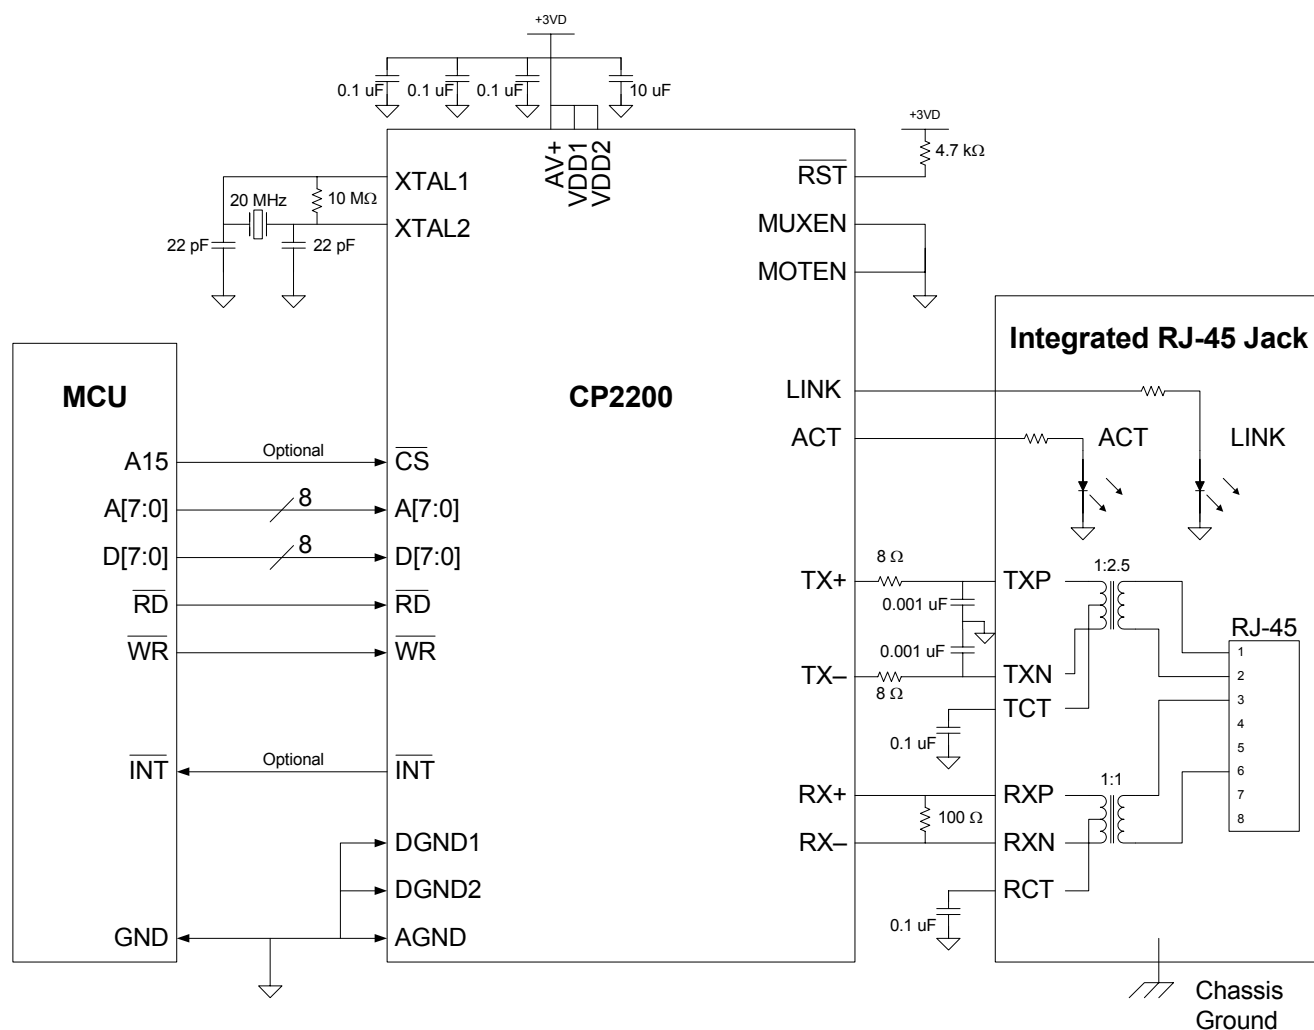 +3VD
0.1 uF
0.1 uF
0.1 uF
10 uF
AV+
VDD1
VDD2
+3VD
4.7 kΩ
XTAL1
XTAL2
20 MHz
10 MΩ
22 pF
22 pF
RST
MUXEN
MOTEN
Integrated RJ-45 Jack
MCU
CP2200
LINK
ACT
ACT
LINK
A15
Optional
CS
A[7:0]
8
A[7:0]
D[7:0]
8
D[7:0]
RD
RD
WR
WR
INT
Optional
INT
DGND1
DGND2
GND
AGND
TX+
8 Ω
0.001 uF
0.001 uF
TX–
8 Ω
0.1 uF
RX+
100 Ω
RX–
0.1 uF
TXP
1:2.5
TXN
TCT
RXP
1:1
RXN
RCT
RJ-45
1
2
3
4
5
6
7
8
Chassis
Ground